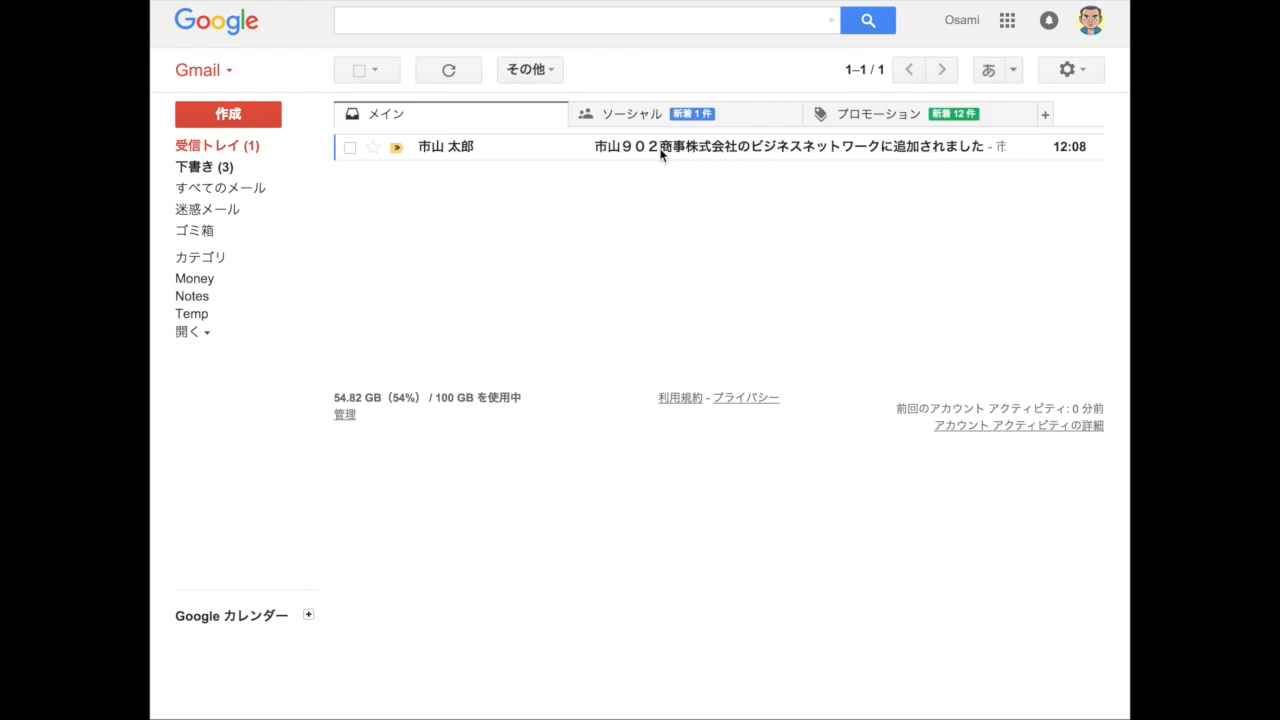 Google
Osami
Gmail
その他
1–1 / 1
あ
作成
メイン
ソーシャル 新着 1 件
プロモーション 新着 12 件
+
受信トレイ (1)
市山 太郎 市山９０２商事株式会社のビジネスネットワークに追加されました - 市 12:08
下書き (3)
すべてのメール
迷惑メール
ゴミ箱
カテゴリ
Money
Notes
Temp
開く
54.82 GB（54%） / 100 GB を使用中
管理
利用規約 - プライバシー
前回のアカウント アクティビティ: 0 分前
アカウント アクティビティの詳細
Google カレンダー